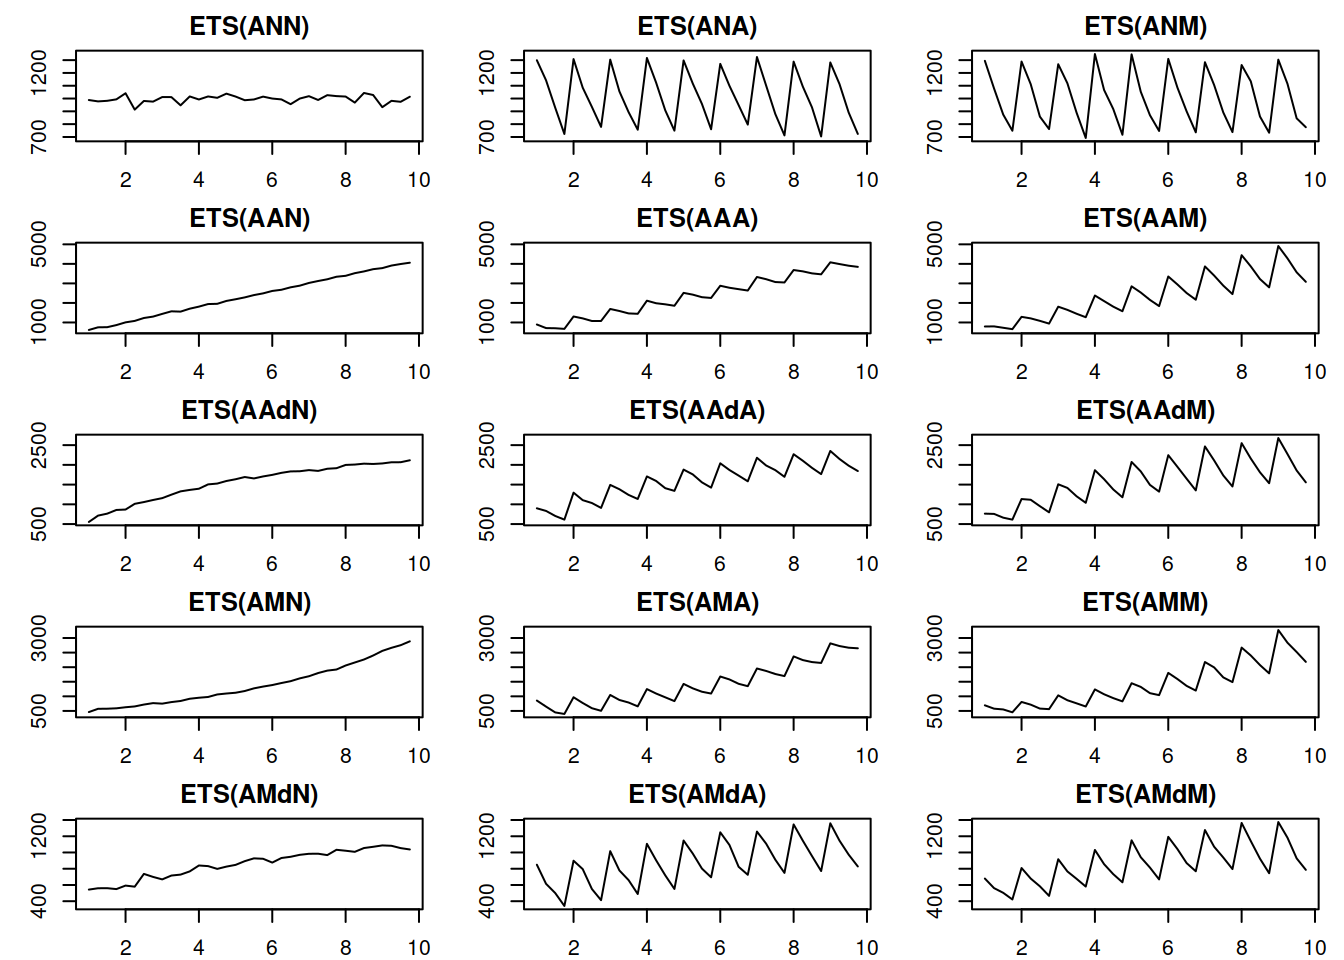 ETS(ANN) ETS(ANA) ETS(ANM)
1200 1200 1200
700 700 700
2 4 6 8 10 2 4 6 8 10 2 4 6 8 10
ETS(AAN) ETS(AAA) ETS(AAM)
5000 5000 5000
1000 1000 1000
2 4 6 8 10 2 4 6 8 10 2 4 6 8 10
ETS(AAdN) ETS(AAdA) ETS(AAdM)
2500 2500 2500
500 500 500
2 4 6 8 10 2 4 6 8 10 2 4 6 8 10
ETS(AMN) ETS(AMA) ETS(AMM)
3000 3000 3000
500 500 500
2 4 6 8 10 2 4 6 8 10 2 4 6 8 10
ETS(AMdN) ETS(AMdA) ETS(AMdM)
1200 1200 1200
400 400 400
2 4 6 8 10 2 4 6 8 10 2 4 6 8 10